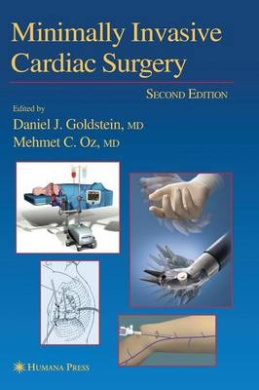 Minimally Invasive
Cardiac Surgery
SECOND EDITION
Edited by
Daniel J. Goldstein, MD
Mehmet C. Oz, MD
HUMANA PRESS